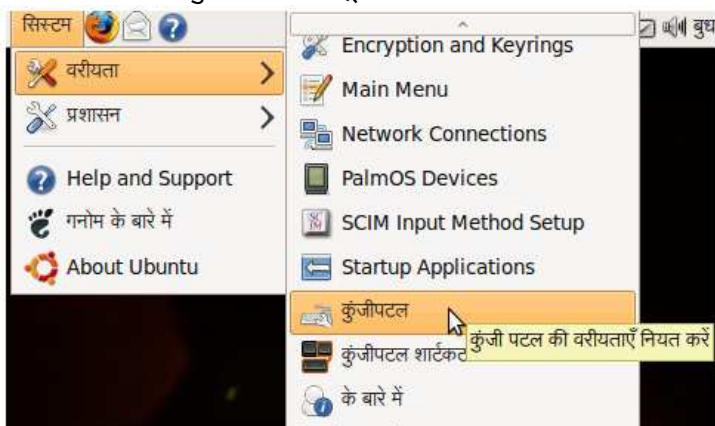 सिस्टम
बुध
वरीयता
प्रशासन
Help and Support
गनोम के बारे में
About Ubuntu
Encryption and Keyrings
Main Menu
Network Connections
PalmOS Devices
SCIM Input Method Setup
Startup Applications
कुंजीपटल
कुंजी पटल की वरीयताएँ नियत करें
कुंजीपटल शार्टकट
के बारे में